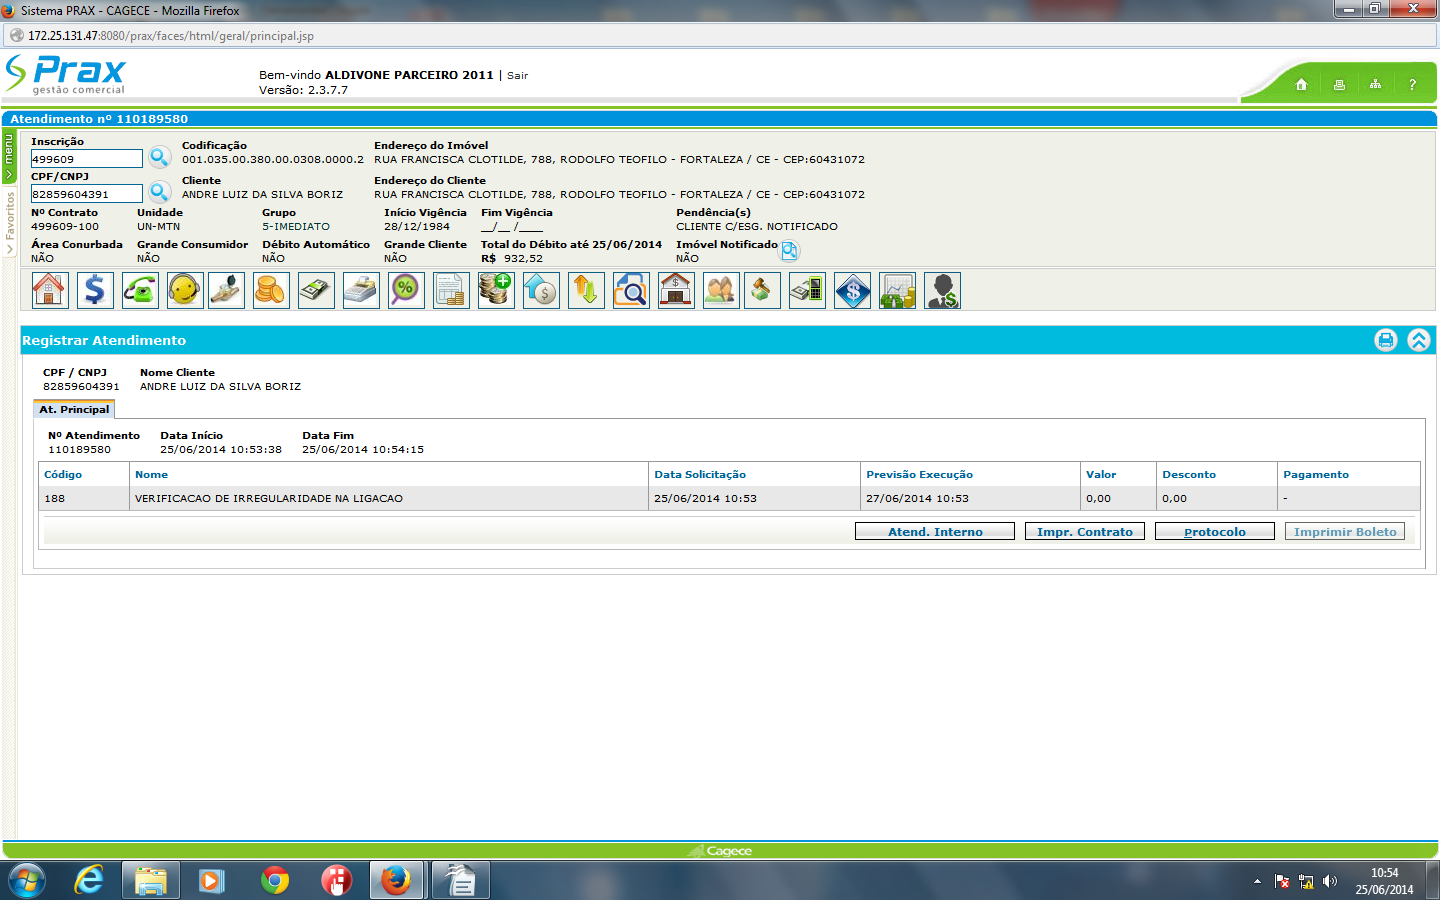 Sistema PRAX - CAGECE - Mozilla Firefox
172.25.131.47:8080/prax/faces/html/geral/principal.jsp
Prax
gestão comercial
Bem-vindo ALDIVONE PARCEIRO 2011 | Sair
Versão: 2.3.7.7
?
Atendimento nº 110189580
menu
Favoritos
Inscrição Codificação Endereço do Imóvel
499609 001.035.00.380.00.0308.0000.2 RUA FRANCISCA CLOTILDE, 788, RODOLFO TEOFILO - FORTALEZA / CE - CEP:60431072
CPF/CNPJ Cliente Endereço do Cliente
82859604391 ANDRE LUIZ DA SILVA BORIZ RUA FRANCISCA CLOTILDE, 788, RODOLFO TEOFILO - FORTALEZA / CE - CEP:60431072
Nº Contrato Unidade Grupo Início Vigência Fim Vigência Pendência(s)
499609-100 UN-MTN 5-IMEDIATO 28/12/1984 __/__ /____ CLIENTE C/ESG. NOTIFICADO
Área Conurbada Grande Consumidor Débito Automático Grande Cliente Total do Débito até 25/06/2014 Imóvel Notificado
NÃO NÃO NÃO NÃO R$ 932,52 NÃO
Registrar Atendimento
CPF / CNPJ Nome Cliente
82859604391 ANDRE LUIZ DA SILVA BORIZ
At. Principal
Nº Atendimento Data Início Data Fim
110189580 25/06/2014 10:53:38 25/06/2014 10:54:15
Código Nome Data Solicitação Previsão Execução Valor Desconto Pagamento
188 VERIFICACAO DE IRREGULARIDADE NA LIGACAO 25/06/2014 10:53 27/06/2014 10:53 0,00 0,00 -
Atend. Interno Impr. Contrato Protocolo Imprimir Boleto
Cagece
10:54
25/06/2014